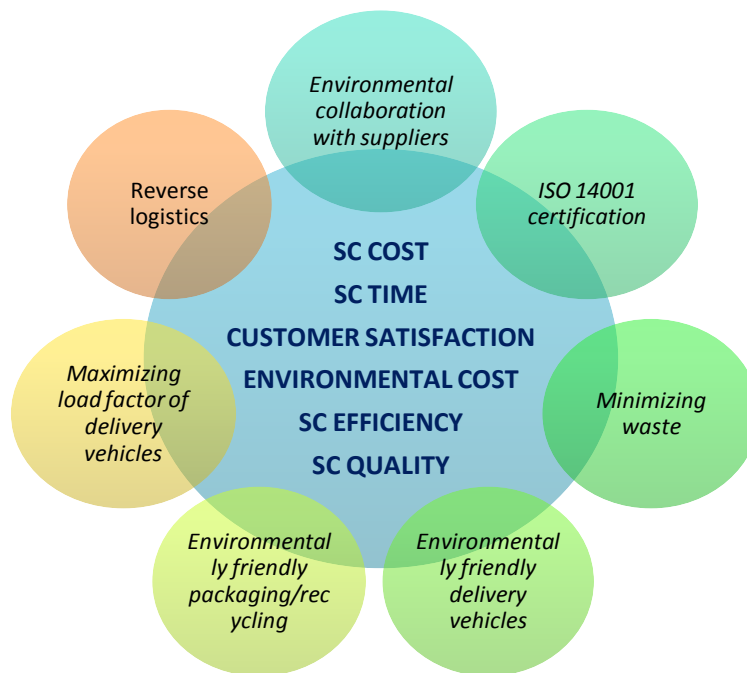 Environmental
collaboration
with suppliers
Reverse
logistics
ISO 14001
certification
SC COST
SC TIME
CUSTOMER SATISFACTION
ENVIRONMENTAL COST
SC EFFICIENCY
SC QUALITY
Maximizing
load factor of
delivery
vehicles
Minimizing
waste
Environmental
ly friendly
packaging/rec
ycling
Environmental
ly friendly
delivery
vehicles